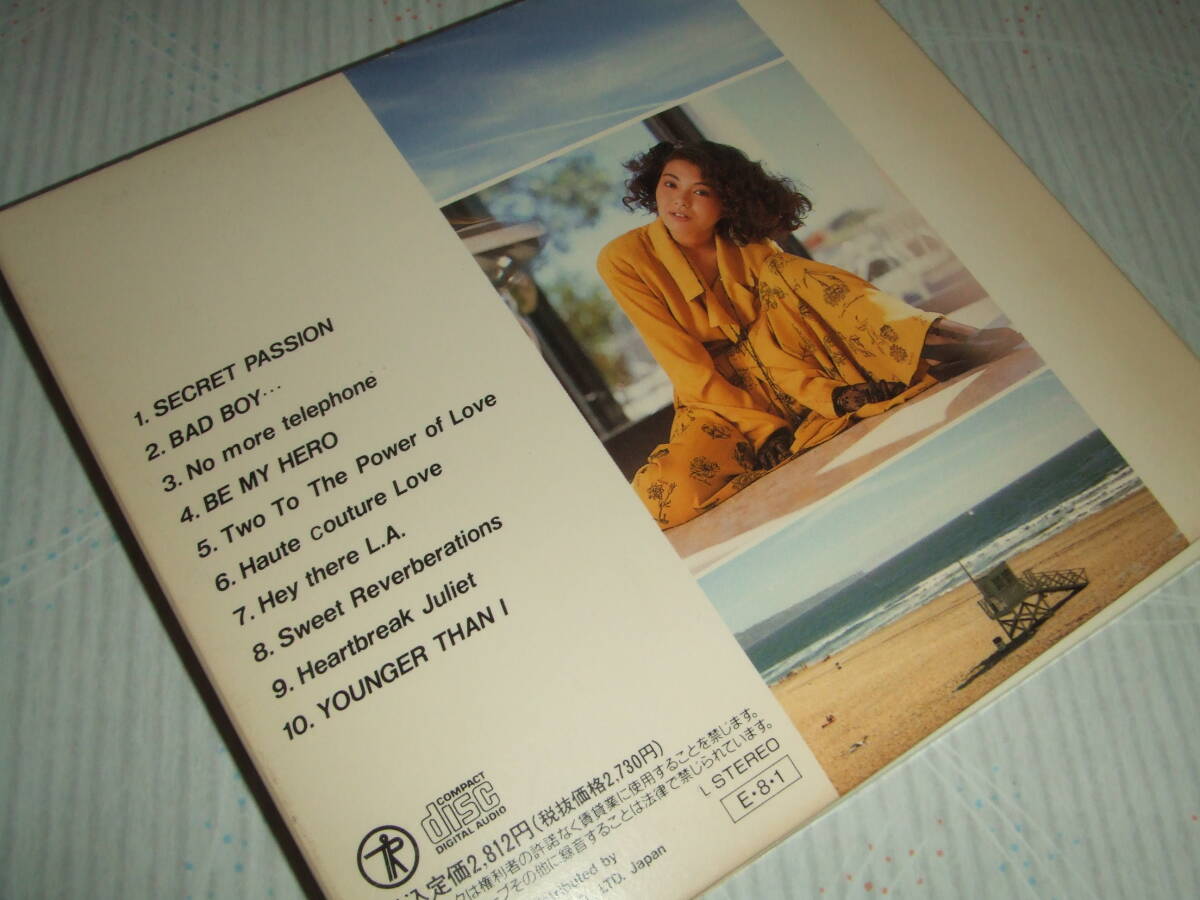 1. SECRET PASSION
2. BAD BOY…
3. No more telephone
4. BE MY HERO
5. Two To The Power of Love
6. Haute couture Love
7. Hey there L.A.
8. Sweet Reverberations
9. Heartbreak Juliet
10. YOUNGER THAN I
COMPACT
disc
DIGITAL AUDIO
定価2,812円(税抜価格2,730円)
は権利者の許諾なく賃貸業に使用することを禁じます。
プその他に録音することは法律で禁じられています。
STEREO
E・8・1
by
LTD. Japan